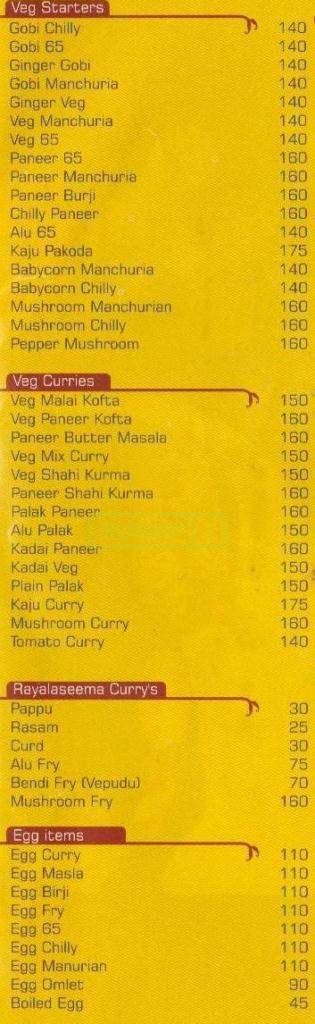 Veg Starters
Gobi Chilly 140
Gobi 65 140
Ginger Gobi 140
Gobi Manchuria 140
Ginger Veg 140
Veg Manchuria 140
Veg 65 140
Paneer 65 160
Paneer Manchuria 160
Paneer Burji 160
Chilly Paneer 160
Alu 65 140
Kaju Pakoda 175
Babycorn Manchuria 140
Babycorn Chilly 140
Mushroom Manchurian 160
Mushroom Chilly 160
Pepper Mushroom 160
Veg Curries
Veg Malai Kofta 150
Veg Paneer Kofta 160
Paneer Butter Masala 160
Veg Mix Curry 150
Veg Shahi Kurma 150
Paneer Shahi Kurma 160
Palak Paneer 160
Alu Palak 150
Kadai Paneer 160
Kadai Veg 150
Plain Palak 150
Kaju Curry 175
Mushroom Curry 160
Tomato Curry 140
Rayalaseema Curry's
Pappu 30
Rasam 25
Curd 30
Alu Fry 75
Bendi Fry (Vepudu) 70
Mushroom Fry 160
Egg items
Egg Curry 110
Egg Masla 110
Egg Birji 110
Egg Fry 110
Egg 65 110
Egg Chilly 110
Egg Manurian 110
Egg Omlet 90
Boiled Egg 45